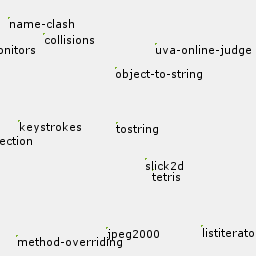 name-clash
collisions
onitors
uva-online-judge
object-to-string
keystrokes
tostring
ection
slick2d
tetris
jpeg2000
listiterato
method-overriding